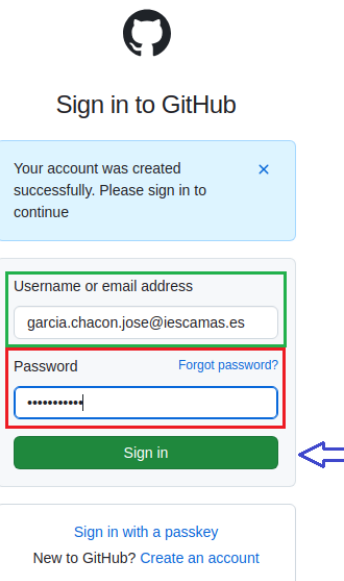 Sign in to GitHub
Your account was created
successfully. Please sign in to
continue
Username or email address
garcia.chacon.jose@iescamas.es
Password Forgot password?
•••••••••••
Sign in
Sign in with a passkey
New to GitHub? Create an account